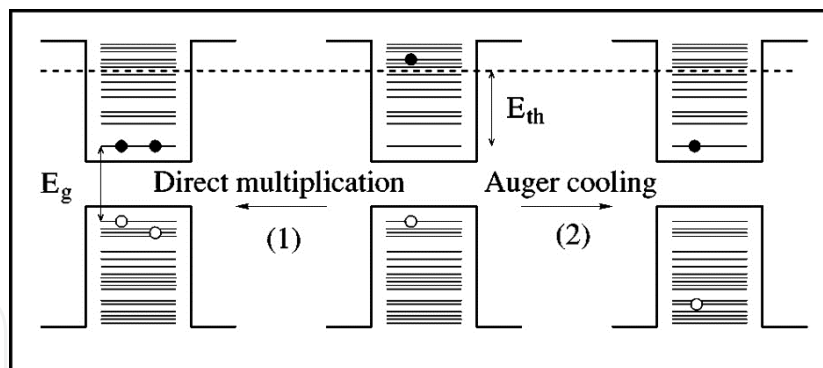 E_th
E_g
Direct multiplication
Auger cooling
(1)
(2)